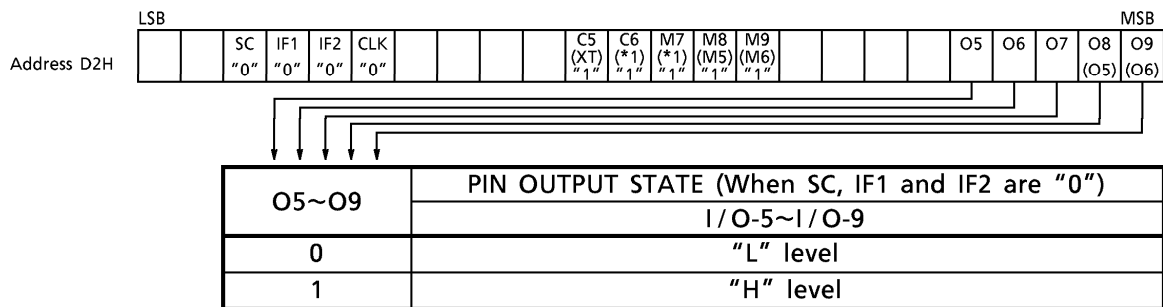 LSB MSB
Address D2H
SC IF1 IF2 CLK C5 C6 M7 M8 M9 O5 O6 O7 O8 O9
(XT) (*1) (*1) (M5) (M6) (O5) (O6)
"0" "0" "0" "0" "1" "1" "1" "1" "1"
O5~O9
PIN OUTPUT STATE (When SC, IF1 and IF2 are "0")
I/O-5~I/O-9
0 "L" level
1 "H" level